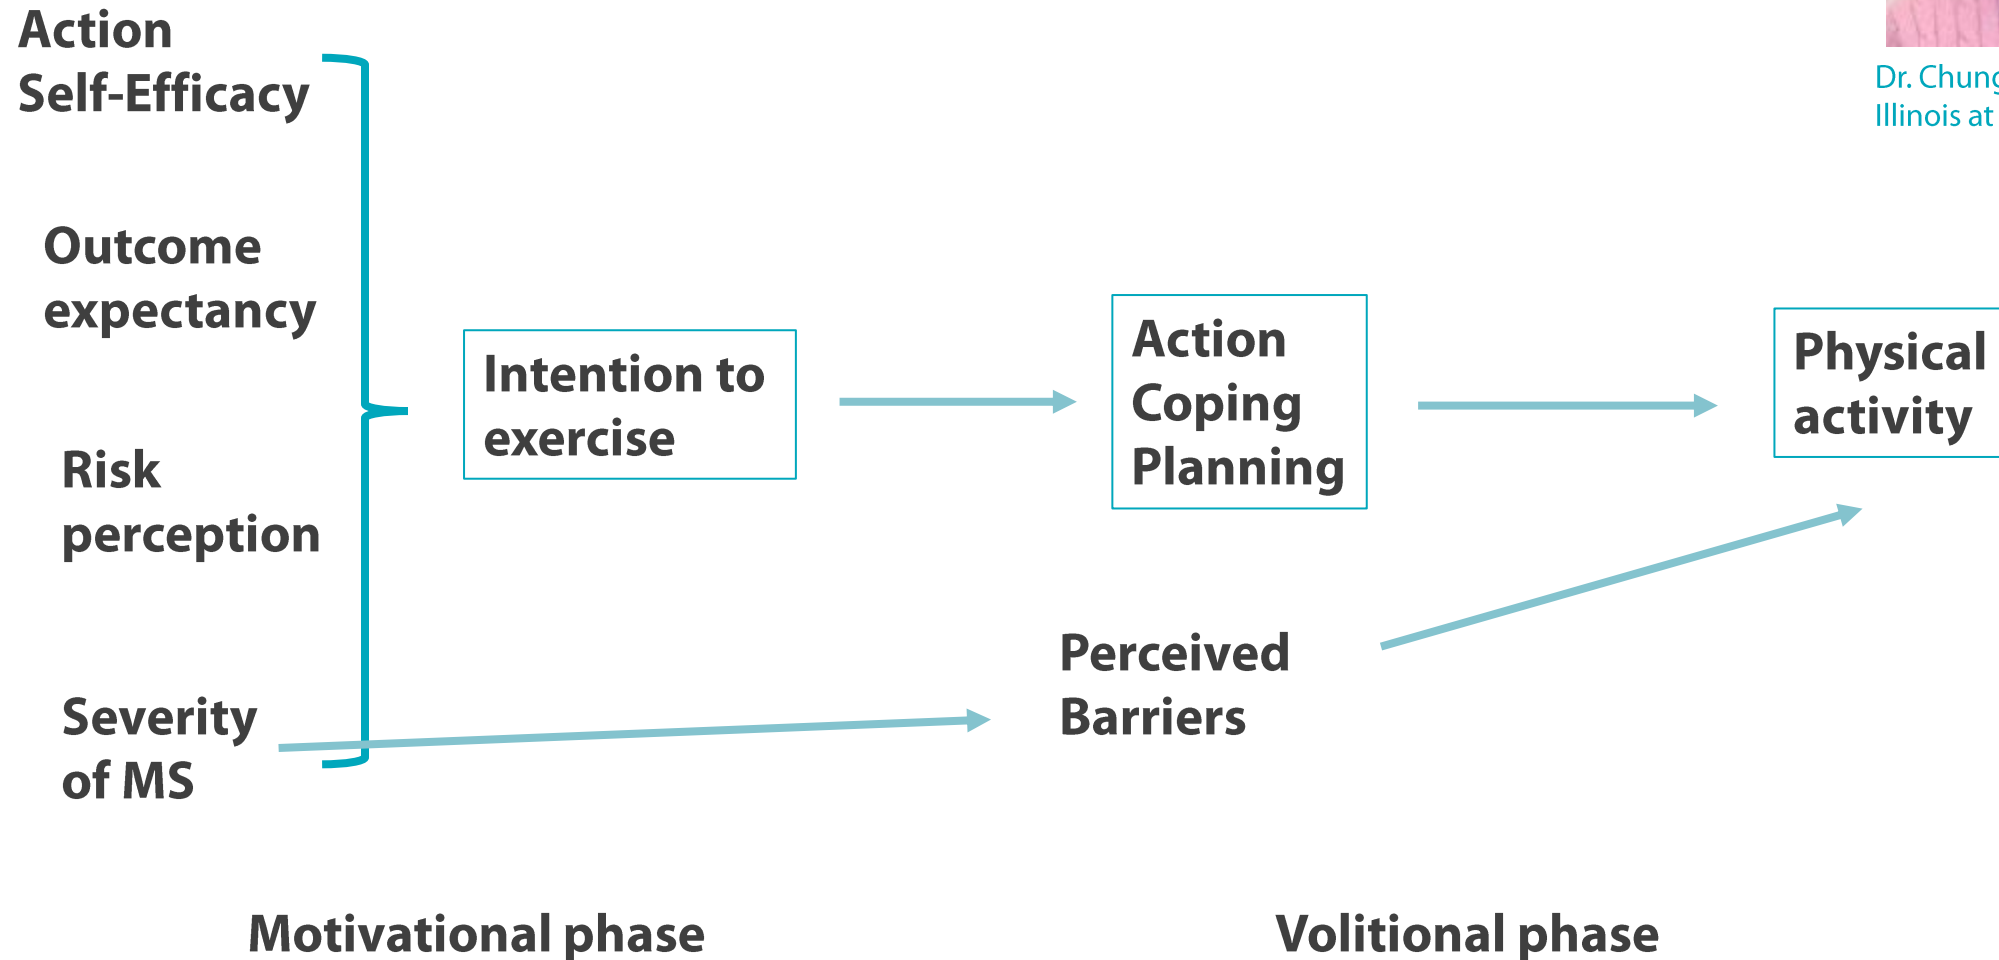 Action
Self-Efficacy
Outcome
expectancy
Risk
perception
Severity
of MS
Intention to
exercise
Action
Coping
Planning
Perceived
Barriers
Physical
activity
Dr. Chung
Illinois at
Motivational phase
Volitional phase